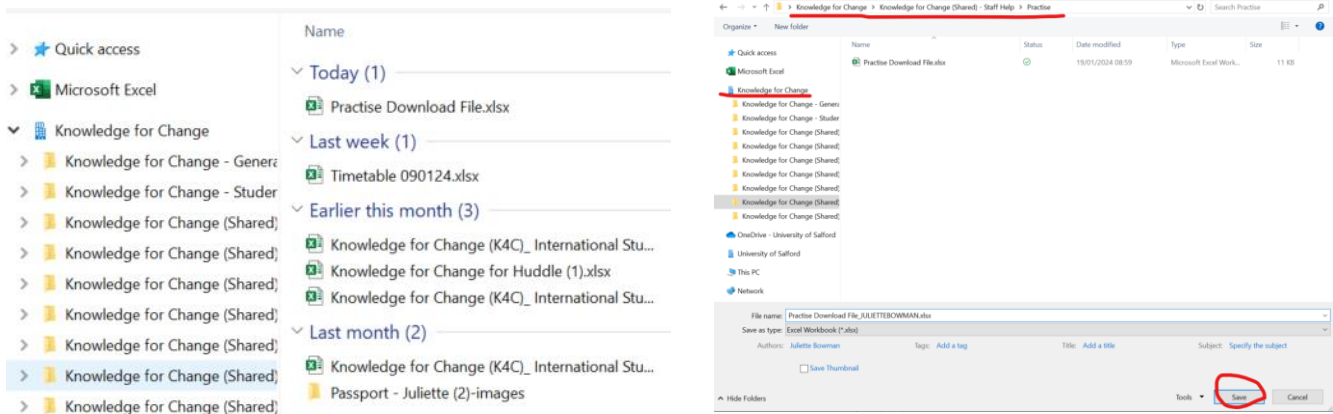 Quick access
Microsoft Excel
Knowledge for Change
Knowledge for Change - Genera
Knowledge for Change - Studer
Knowledge for Change (Shared)
Knowledge for Change (Shared)
Knowledge for Change (Shared)
Knowledge for Change (Shared)
Knowledge for Change (Shared)
Knowledge for Change (Shared)
Knowledge for Change (Shared)
Name
Today (1)
Practise Download File.xlsx
Last week (1)
Timetable 090124.xlsx
Earlier this month (3)
Knowledge for Change (K4C)_ International Stu...
Knowledge for Change for Huddle (1).xlsx
Knowledge for Change (K4C)_ International Stu...
Last month (2)
Knowledge for Change (K4C)_ International Stu...
Passport - Juliette (2)-images
Knowledge for Change > Knowledge for Change (Shared) - Staff Help > Practise
Search Practise
Organize New folder
Quick access
Microsoft Excel
Knowledge for Change
Knowledge for Change - Genera
Knowledge for Change - Studer
Knowledge for Change (Shared)
Knowledge for Change (Shared)
Knowledge for Change (Shared)
Knowledge for Change (Shared)
Knowledge for Change (Shared)
Knowledge for Change (Shared)
Knowledge for Change (Shared)
OneDrive - University of Salford
University of Salford
This PC
Network
Name Status Date modified Type Size
Practise Download File.xlsx 19/01/2024 08:59 Microsoft Excel Work... 11 KB
File name: Practise Download File_JULIETTEBOWMAN.xlsx
Save as type: Excel Workbook (*.xlsx)
Authors: Juliette Bowman Tags: Add a tag Title: Add a title Subject: Specify the subject
Save Thumbnail
Hide Folders Tools Save Cancel